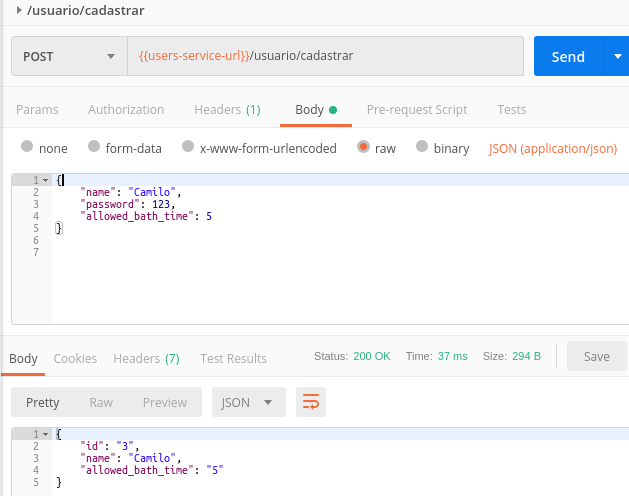 /usuario/cadastrar
POST {{users-service-url}}/usuario/cadastrar Send
Params Authorization Headers (1) Body Pre-request Script Tests
none form-data x-www-form-urlencoded raw binary JSON (application/json)
1 {
2 "name": "Camilo",
3 "password": 123,
4 "allowed_bath_time": 5
5 }
6
7
Body Cookies Headers (7) Test Results Status: 200 OK Time: 37 ms Size: 294 B Save
Pretty Raw Preview JSON
1 {
2 "id": "3",
3 "name": "Camilo",
4 "allowed_bath_time": "5"
5 }